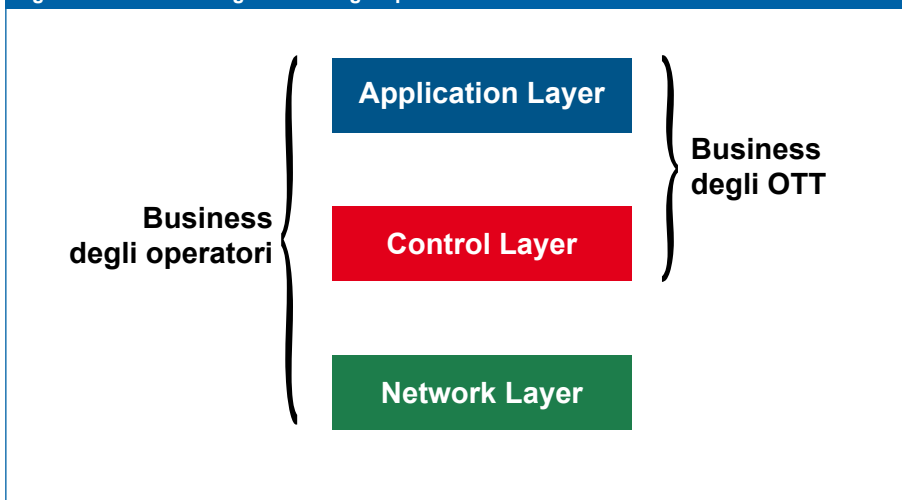 Application Layer
Business
degli OTT
Business
degli operatori
Control Layer
Network Layer